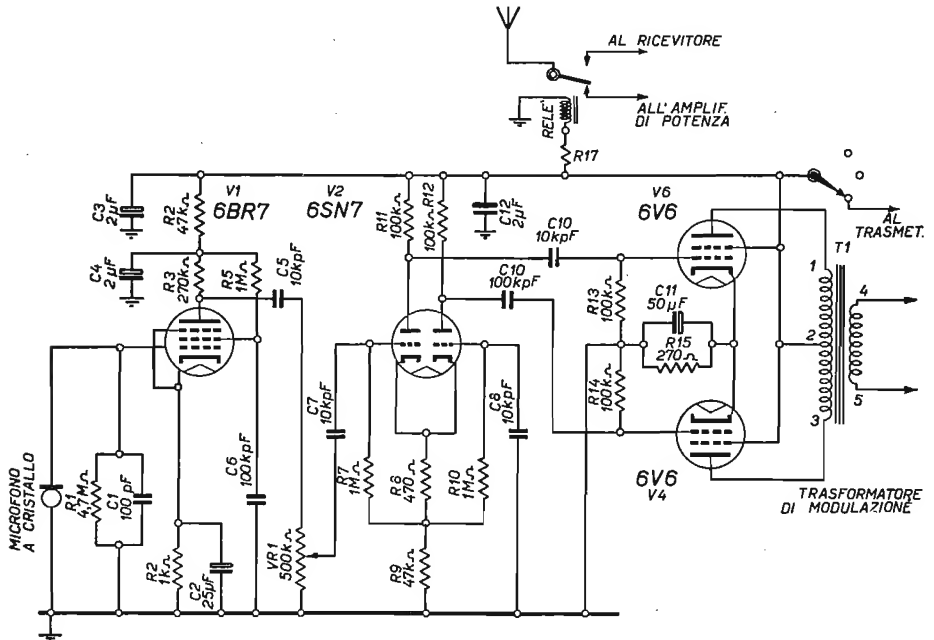 AL RICEVITORE
ALL'AMPLIF.
DI POTENZA
RELE'
R17
C3
2µF
R2
47kΩ
V1
6BR7
V2
6SN7
R11
100kΩ
R12
100kΩ
C12
2µF
C10
10kpF
V6
6V6
AL
TRASMET.
C4
2µF
R3
270kΩ
R5
1MΩ
C5
10kpF
C10
100kpF
R13
100kΩ
C11
50µF
R15
270Ω
T1
1
2
3
4
5
R14
100kΩ
C7
10kpF
C8
10kpF
R7
1MΩ
R8
470Ω
R10
1MΩ
6V6
V4
TRASFORMATORE
DI MODULAZIONE
MICROFONO
A CRISTALLO
R1
4,7MΩ
C1
100pF
C6
100kpF
R2
1kΩ
C2
25µF
VR1
500kΩ
R9
47kΩ